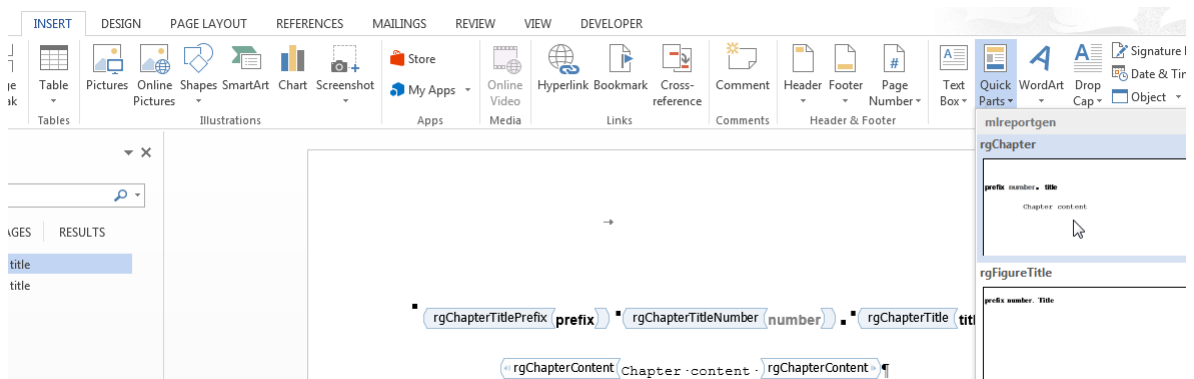 INSERT DESIGN PAGE LAYOUT REFERENCES MAILINGS REVIEW VIEW DEVELOPER
Table
Pictures
Online
Pictures
Shapes
SmartArt
Chart
Screenshot
Store
My Apps
Online
Video
Hyperlink
Bookmark
Cross-
reference
Comment
Header
Footer
Page
Number
Text
Box
Quick
Parts
WordArt
Drop
Cap
Signature
Date & Tim
Object
Tables
Illustrations
Apps
Media
Links
Comments
Header & Footer
mlreportgen
rgChapter
prefix number. title
Chapter content
rgFigureTitle
prefix number. Title
AGES RESULTS
title
title
rgChapterTitlePrefix prefix rgChapterTitleNumber number . rgChapterTitle titl
rgChapterContent Chapter·content· rgChapterContent ¶